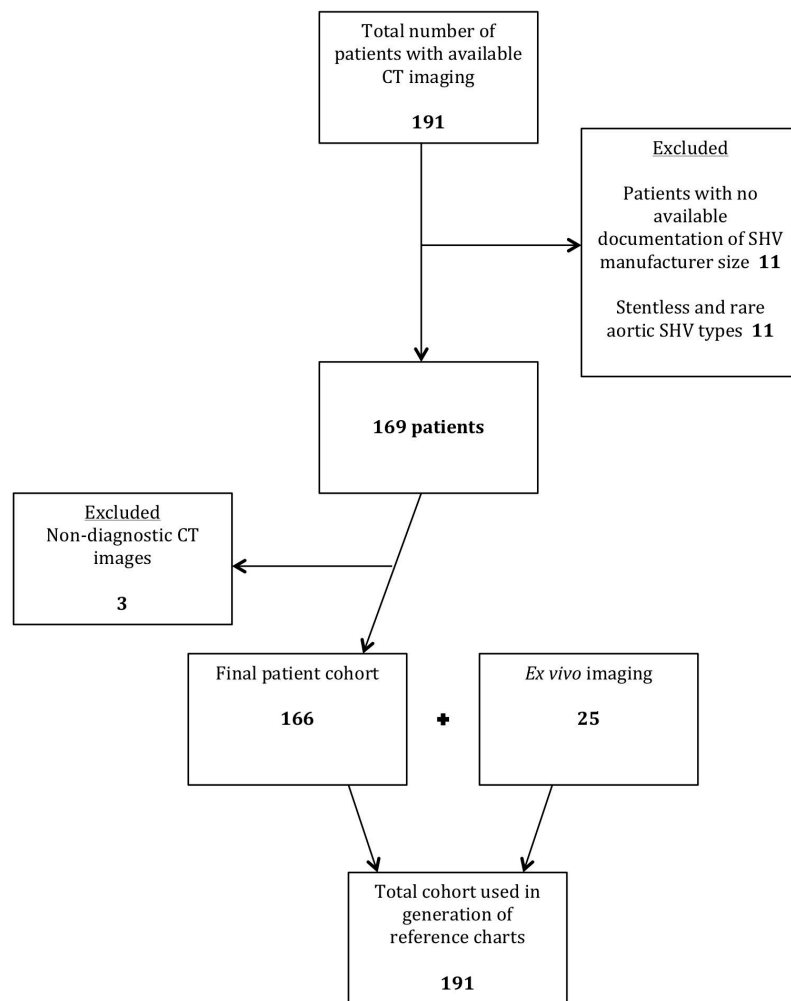 Total number of
patients with available
CT imaging
191
Excluded
Patients with no
available
documentation of SHV
manufacturer size 11
Stentless and rare
aortic SHV types 11
169 patients
Excluded
Non-diagnostic CT
images
3
Final patient cohort
166
+
Ex vivo imaging
25
Total cohort used in
generation of
reference charts
191